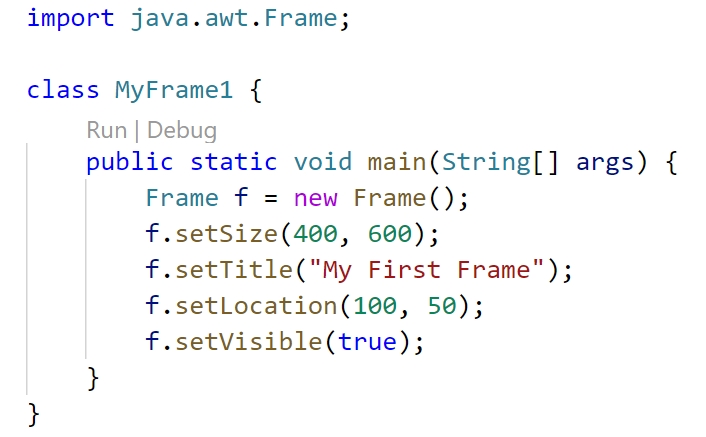 import java.awt.Frame;
class MyFrame1 {
Run | Debug
public static void main(String[] args) {
Frame f = new Frame();
f.setSize(400, 600);
f.setTitle("My First Frame");
f.setLocation(100, 50);
f.setVisible(true);
}
}